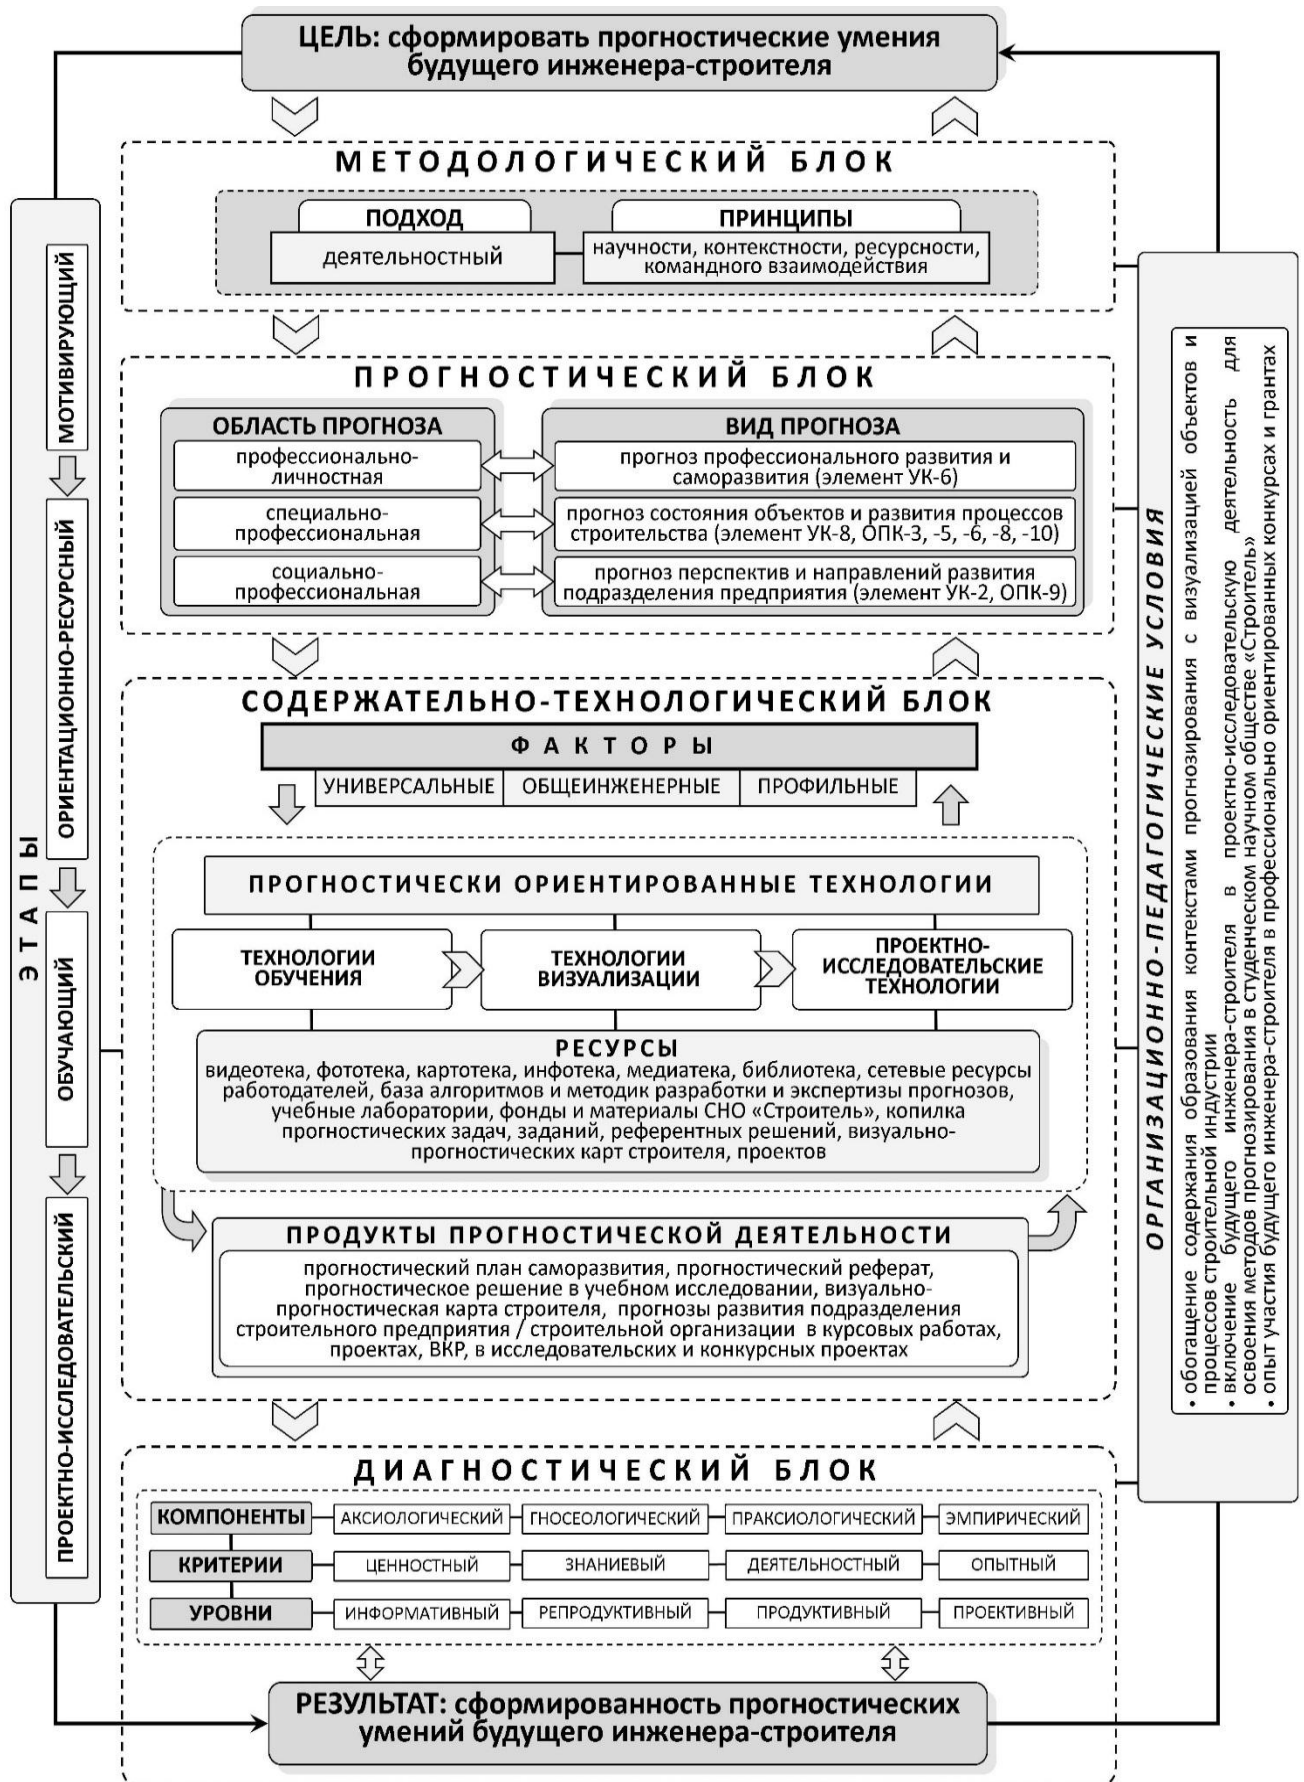 ЦЕЛЬ: сформировать прогностические умения
будущего инженера-строителя
МЕТОДОЛОГИЧЕСКИЙ БЛОК
ПОДХОД
деятельностный
ПРИНЦИПЫ
научности, контекстности, ресурсности,
командного взаимодействия
ПРОГНОСТИЧЕСКИЙ БЛОК
ОБЛАСТЬ ПРОГНОЗА
ВИД ПРОГНОЗА
профессионально-
личностная
прогноз профессионального развития и
саморазвития (элемент УК-6)
специально-
профессиональная
прогноз состояния объектов и развития процессов
строительства (элемент УК-8, ОПК-3, -5, -6, -8, -10)
социально-
профессиональная
прогноз перспектив и направлений развития
подразделения предприятия (элемент УК-2, ОПК-9)
СОДЕРЖАТЕЛЬНО-ТЕХНОЛОГИЧЕСКИЙ БЛОК
ФАКТОРЫ
УНИВЕРСАЛЬНЫЕ
ОБЩЕИНЖЕНЕРНЫЕ
ПРОФИЛЬНЫЕ
ПРОГНОСТИЧЕСКИ ОРИЕНТИРОВАННЫЕ ТЕХНОЛОГИИ
ТЕХНОЛОГИИ
ОБУЧЕНИЯ
ТЕХНОЛОГИИ
ВИЗУАЛИЗАЦИИ
ПРОЕКТНО-
ИССЛЕДОВАТЕЛЬСКИЕ
ТЕХНОЛОГИИ
РЕСУРСЫ
видеотека, фототека, картотека, инфотека, медиатека, библиотека, сетевые ресурсы
работодателей, база алгоритмов и методик разработки и экспертизы прогнозов,
учебные лаборатории, фонды и материалы СНО «Строитель», копилка
прогностических задач, заданий, референтных решений, визуально-
прогностических карт строителя, проектов
ПРОДУКТЫ ПРОГНОСТИЧЕСКОЙ ДЕЯТЕЛЬНОСТИ
прогностический план саморазвития, прогностический реферат,
прогностическое решение в учебном исследовании, визуально-
прогностическая карта строителя, прогнозы развития подразделения
строительного предприятия / строительной организации в курсовых работах,
проектах, ВКР, в исследовательских и конкурсных проектах
ДИАГНОСТИЧЕСКИЙ БЛОК
КОМПОНЕНТЫ
АКСИОЛОГИЧЕСКИЙ
ГНОСЕОЛОГИЧЕСКИЙ
ПРАКСИОЛОГИЧЕСКИЙ
ЭМПИРИЧЕСКИЙ
КРИТЕРИИ
ЦЕННОСТНЫЙ
ЗНАНИЕВЫЙ
ДЕЯТЕЛЬНОСТНЫЙ
ОПЫТНЫЙ
УРОВНИ
ИНФОРМАТИВНЫЙ
РЕПРОДУКТИВНЫЙ
ПРОДУКТИВНЫЙ
ПРОЕКТИВНЫЙ
РЕЗУЛЬТАТ: сформированность прогностических
умений будущего инженера-строителя
ЭТАПЫ
МОТИВИРУЮЩИЙ
ОРИЕНТАЦИОННО-РЕСУРСНЫЙ
ОБУЧАЮЩИЙ
ПРОЕКТНО-ИССЛЕДОВАТЕЛЬСКИЙ
ОРГАНИЗАЦИОННО-ПЕДАГОГИЧЕСКИЕ УСЛОВИЯ
• обогащение содержания образования контекстами прогнозирования с визуализацией объектов и
процессов строительной индустрии
• включение будущего инженера-строителя в проектно-исследовательскую деятельность для
освоения методов прогнозирования в студенческом научном обществе «Строитель»
• опыт участия будущего инженера-строителя в профессионально ориентированных конкурсах и грантах